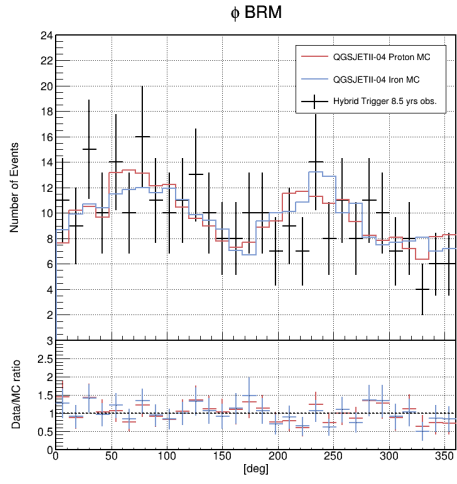 ϕ BRM
24
22
20
18
16
14
12
10
8
6
4
2
3
2.5
2
1.5
1
0.5
0
Number of Events
Data/MC ratio
QGSJETII-04 Proton MC
QGSJETII-04 Iron MC
Hybrid Trigger 8.5 yrs obs.
0 50 100 150 200 250 300 350
[deg]